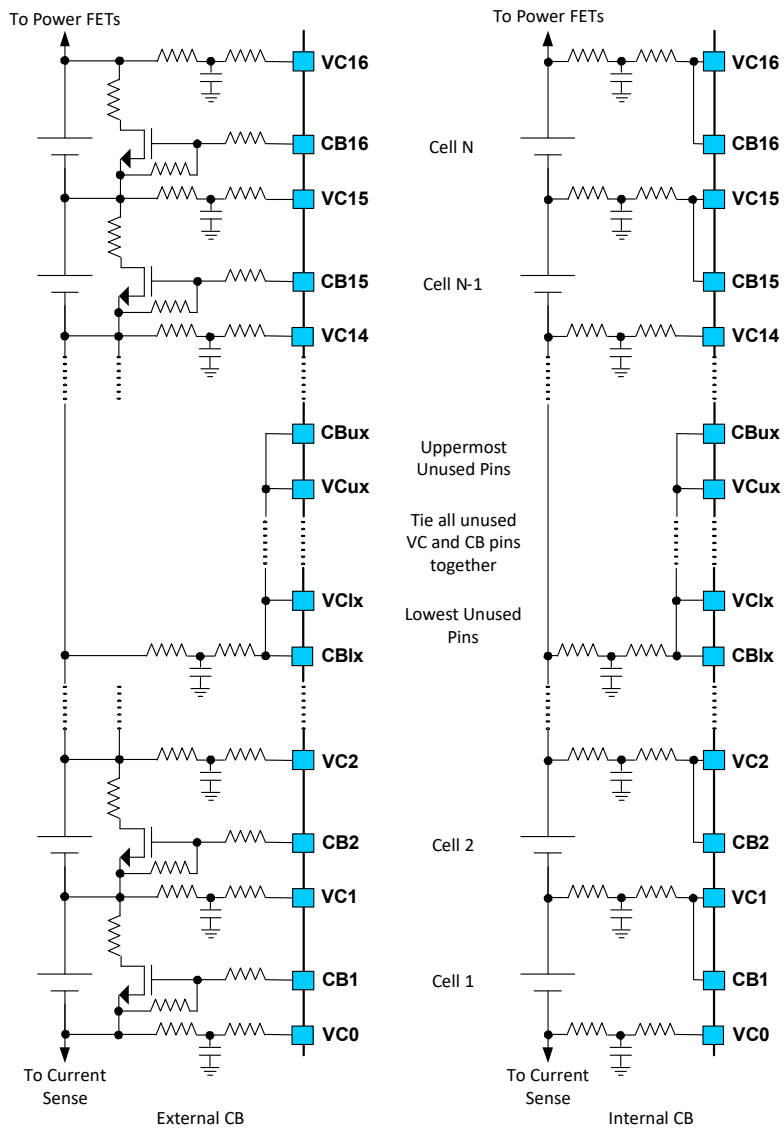 To Power FETs
VC16
CB16
VC15
CB15
VC14
CBux
VCux
VClx
CBlx
VC2
CB2
VC1
CB1
VC0
To Current
Sense
External CB
Cell N
Cell N-1
Uppermost
Unused Pins
Tie all unused
VC and CB pins
together
Lowest Unused
Pins
Cell 2
Cell 1
To Power FETs
VC16
CB16
VC15
CB15
VC14
CBux
VCux
VClx
CBlx
VC2
CB2
VC1
CB1
VC0
To Current
Sense
Internal CB